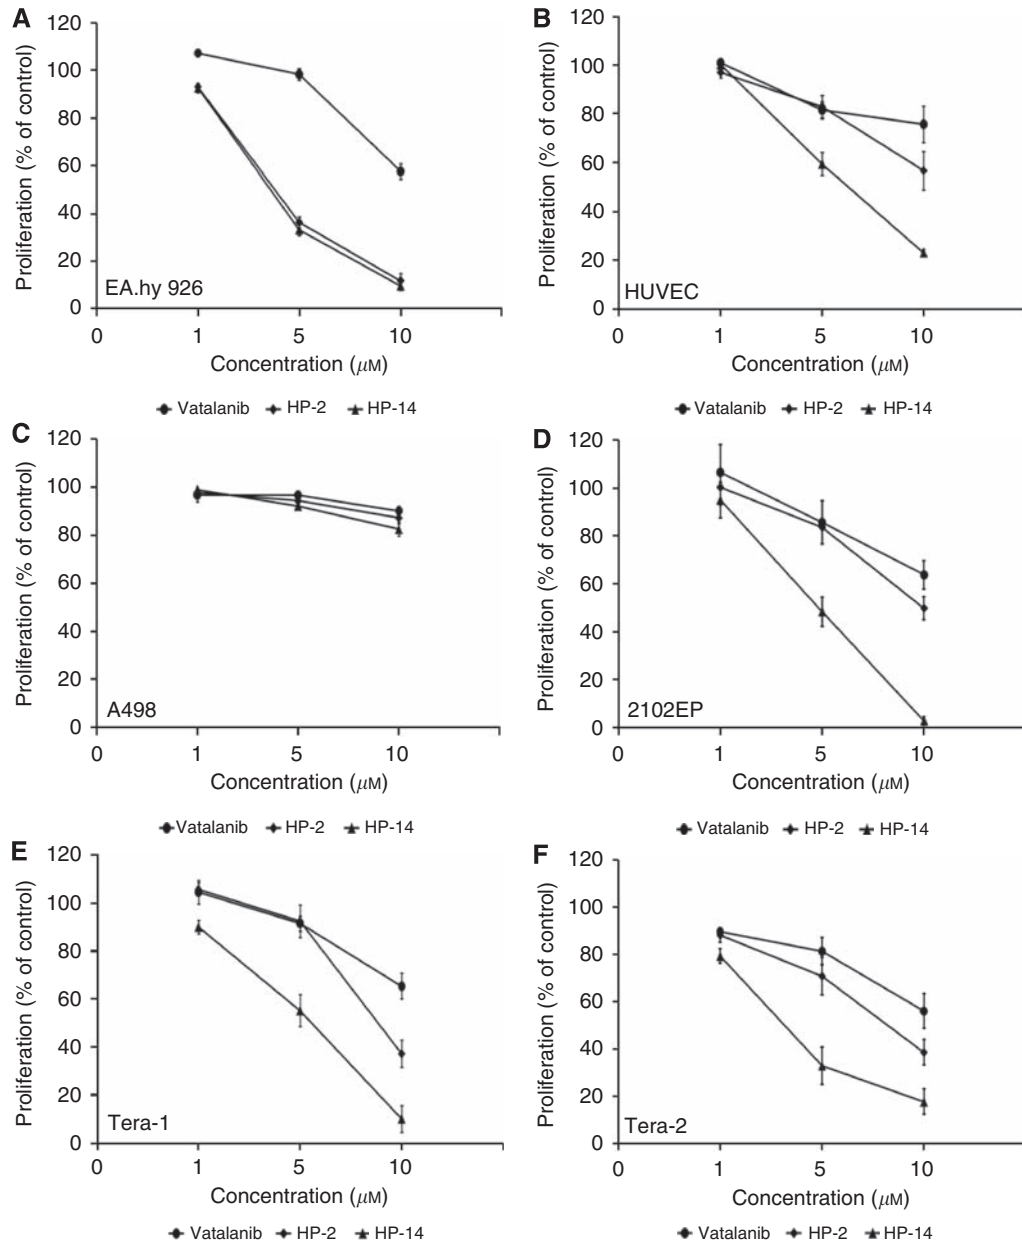 A
120
100
80
60
40
20
0
Proliferation (% of control)
EA.hy 926
0 1 5 10
Concentration (μM)
Vatalanib HP-2 HP-14
B
120
100
80
60
40
20
0
Proliferation (% of control)
HUVEC
0 1 5 10
Concentration (μM)
Vatalanib HP-2 HP-14
C
120
100
80
60
40
20
0
Proliferation (% of control)
A498
0 1 5 10
Concentration (μM)
Vatalanib HP-2 HP-14
D
120
100
80
60
40
20
0
Proliferation (% of control)
2102EP
0 1 5 10
Concentration (μM)
Vatalanib HP-2 HP-14
E
120
100
80
60
40
20
0
Proliferation (% of control)
Tera-1
0 1 5 10
Concentration (μM)
Vatalanib HP-2 HP-14
F
120
100
80
60
40
20
0
Proliferation (% of control)
Tera-2
0 1 5 10
Concentration (μM)
Vatalanib HP-2 HP-14